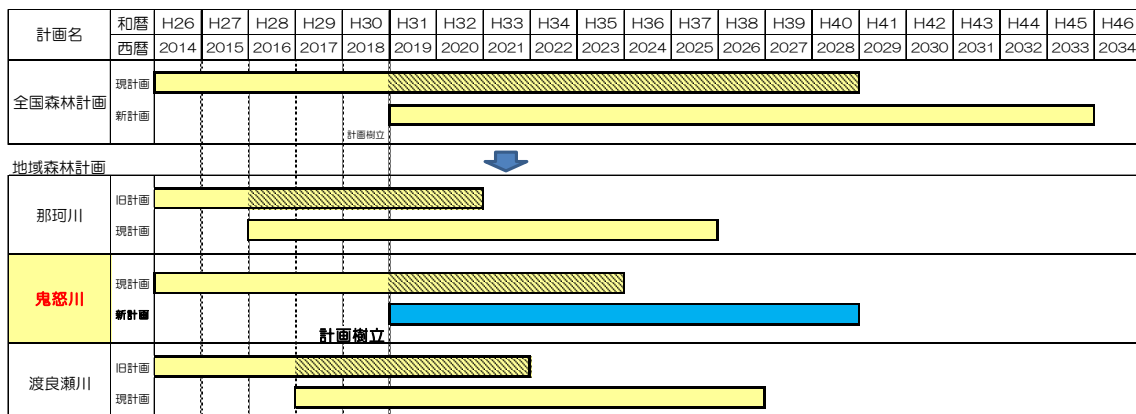 計画名 和暦 H26 H27 H28 H29 H30 H31 H32 H33 H34 H35 H36 H37 H38 H39 H40 H41 H42 H43 H44 H45 H46
西暦 2014 2015 2016 2017 2018 2019 2020 2021 2022 2023 2024 2025 2026 2027 2028 2029 2030 2031 2032 2033 2034
全国森林計画 現計画
新計画
計画樹立
地域森林計画
那珂川 旧計画
現計画
鬼怒川 現計画
新計画
計画樹立
渡良瀬川 旧計画
現計画